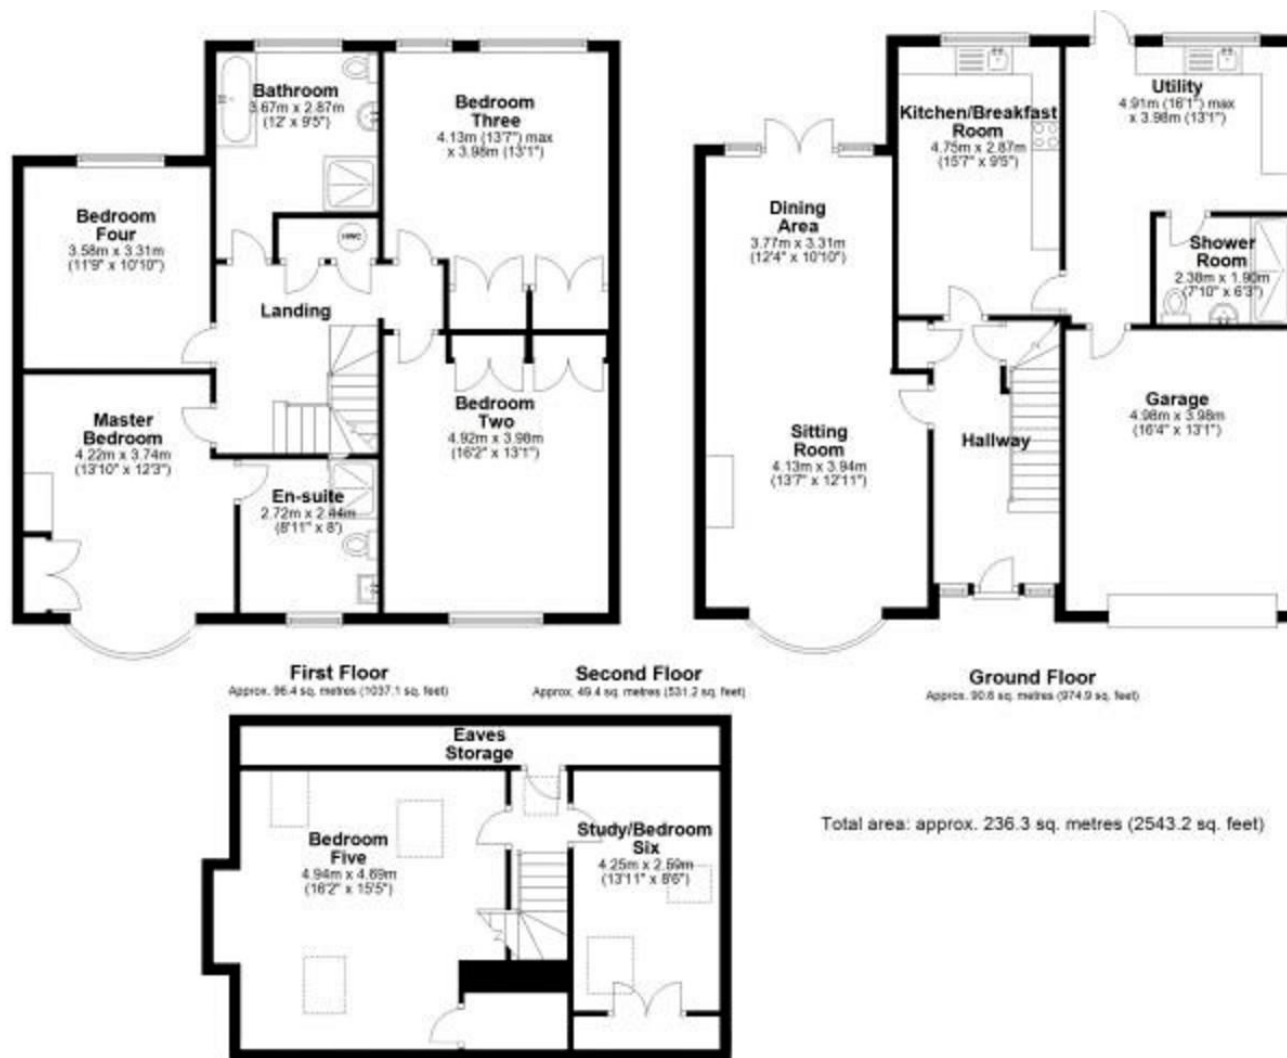 Bathroom
3.67m x 2.87m
(12' x 9'5")
Bedroom
Three
4.13m (13'7") max
x 3.98m (13'1")
Bedroom
Four
3.58m x 3.31m
(11'9" x 10'10")
HWC
Landing
Master
Bedroom
4.22m x 3.74m
(13'10" x 12'3")
Bedroom
Two
4.92m x 3.98m
(16'2" x 13'1")
En-suite
2.72m x 2.44m
(8'11" x 8')
First Floor
Approx. 96.4 sq. metres (1037.1 sq. feet)
Kitchen/Breakfast
Room
4.75m x 2.87m
(15'7" x 9'5")
Utility
4.91m (16'1") max
x 3.98m (13'1")
Dining
Area
3.77m x 3.31m
(12'4" x 10'10")
Shower
Room
2.38m x 1.90m
(7'10" x 6'3")
Sitting
Room
4.13m x 3.94m
(13'7" x 12'11")
Hallway
Garage
4.98m x 3.98m
(16'4" x 13'1")
Ground Floor
Approx. 90.6 sq. metres (974.9 sq. feet)
Second Floor
Approx. 49.4 sq. metres (531.2 sq. feet)
Eaves
Storage
Bedroom
Five
4.94m x 4.69m
(16'2" x 15'5")
Study/Bedroom
Six
4.25m x 2.59m
(13'11" x 8'6")
Total area: approx. 236.3 sq. metres (2543.2 sq. feet)